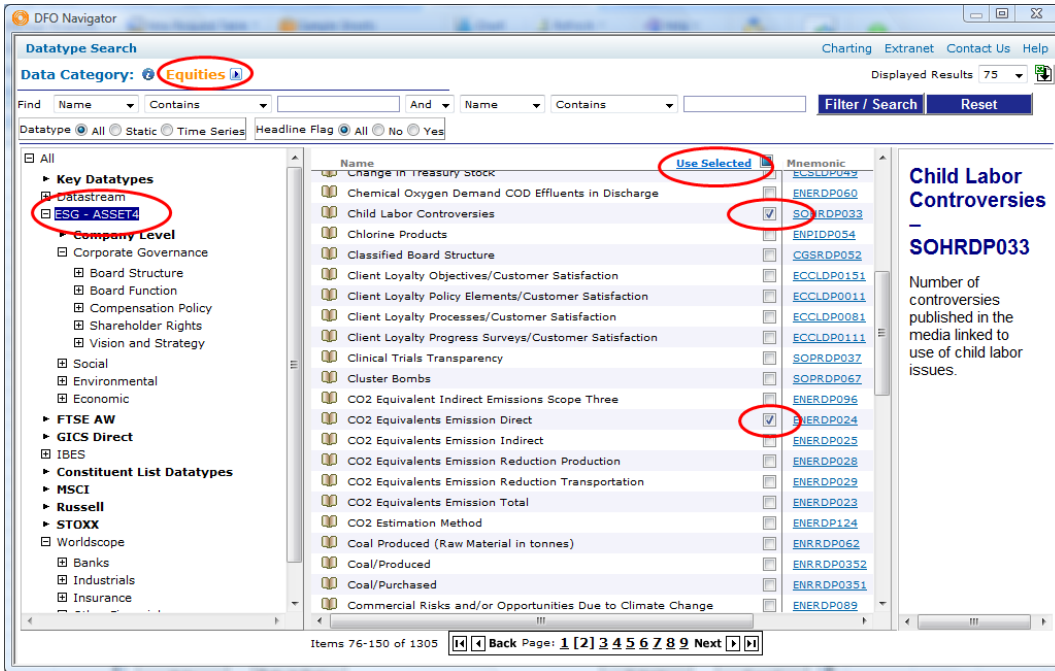 DFO Navigator
Datatype Search
Charting Extranet Contact Us Help
Data Category: Equities
Displayed Results 75
Find Name Contains And Name Contains Filter / Search Reset
Datatype All Static Time Series Headline Flag All No Yes
All
Key Datatypes
Datastream
ESG - ASSET4
Company Level
Corporate Governance
Board Structure
Board Function
Compensation Policy
Shareholder Rights
Vision and Strategy
Social
Environmental
Economic
FTSE AW
GICS Direct
IBES
Constituent List Datatypes
MSCI
Russell
STOXX
Worldscope
Banks
Industrials
Insurance
Name Use Selected Mnemonic
Change in Treasury Stock ECSLDP049
Chemical Oxygen Demand COD Effluents in Discharge ENERDP060
Child Labor Controversies SOHRDP033
Chlorine Products ENPIDP054
Classified Board Structure CGSRDP052
Client Loyalty Objectives/Customer Satisfaction ECCLDP0151
Client Loyalty Policy Elements/Customer Satisfaction ECCLDP0011
Client Loyalty Processes/Customer Satisfaction ECCLDP0081
Client Loyalty Progress Surveys/Customer Satisfaction ECCLDP0111
Clinical Trials Transparency SOPRDP037
Cluster Bombs SOPRDP067
CO2 Equivalent Indirect Emissions Scope Three ENERDP096
CO2 Equivalents Emission Direct ENERDP024
CO2 Equivalents Emission Indirect ENERDP025
CO2 Equivalents Emission Reduction Production ENERDP028
CO2 Equivalents Emission Reduction Transportation ENERDP029
CO2 Equivalents Emission Total ENERDP023
CO2 Estimation Method ENERDP124
Coal Produced (Raw Material in tonnes) ENRRDP062
Coal/Produced ENRRDP0352
Coal/Purchased ENRRDP0351
Commercial Risks and/or Opportunities Due to Climate Change ENERDP089
Child Labor
Controversies
–
SOHRDP033
Number of
controversies
published in the
media linked to
use of child labor
issues.
Items 76-150 of 1305 Back Page: 1 [2] 3 4 5 6 7 8 9 Next